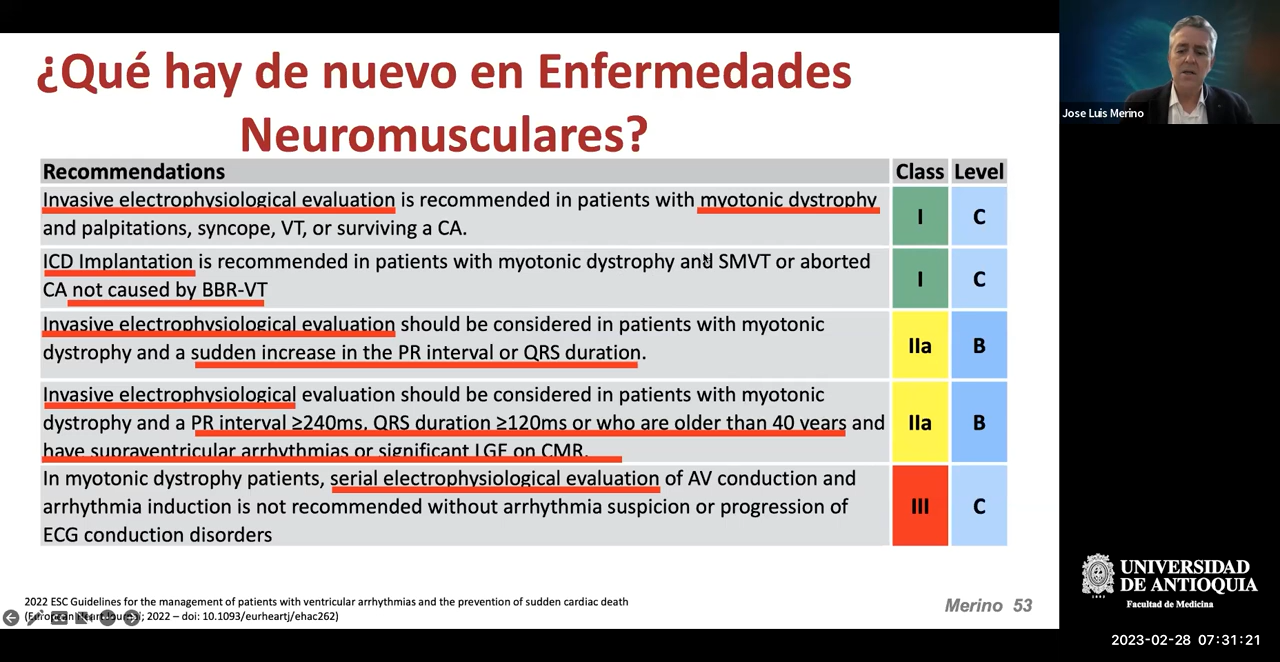 ¿Qué hay de nuevo en Enfermedades
Neuromusculares?
Recommendations Class Level
Invasive electrophysiological evaluation is recommended in patients with myotonic dystrophy
and palpitations, syncope, VT, or surviving a CA.
I C
ICD Implantation is recommended in patients with myotonic dystrophy and SMVT or aborted
CA not caused by BBR-VT
I C
Invasive electrophysiological evaluation should be considered in patients with myotonic
dystrophy and a sudden increase in the PR interval or QRS duration.
IIa B
Invasive electrophysiological evaluation should be considered in patients with myotonic
dystrophy and a PR interval ≥240ms, QRS duration ≥120ms or who are older than 40 years and
have supraventricular arrhythmias or significant LGE on CMR.
IIa B
In myotonic dystrophy patients, serial electrophysiological evaluation of AV conduction and
arrhythmia induction is not recommended without arrhythmia suspicion or progression of
ECG conduction disorders
III C
2022 ESC Guidelines for the management of patients with ventricular arrhythmias and the prevention of sudden cardiac death
(European Heart Journal; 2022 – doi: 10.1093/eurheartj/ehac262)
Merino 53
Jose Luis Merino
UNIVERSIDAD
DE ANTIOQUIA
Facultad de Medicina
2023-02-28 07:31:21